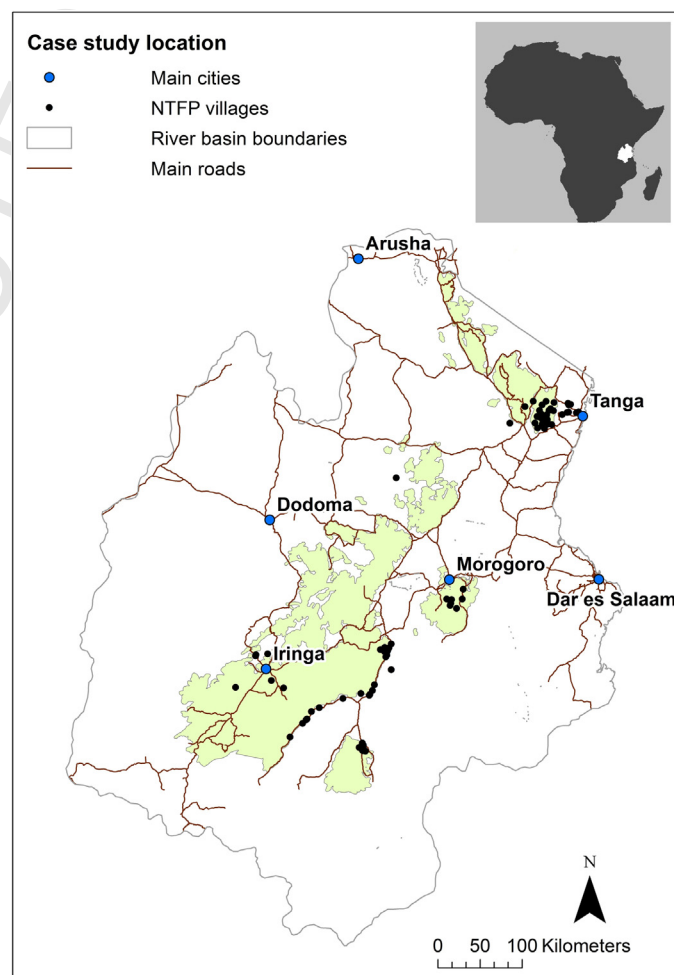 Case study location
Main cities
NTFP villages
River basin boundaries
Main roads
Arusha
Tanga
Dodoma
Morogoro
Dar es Salaam
Iringa
N
0 50 100 Kilometers